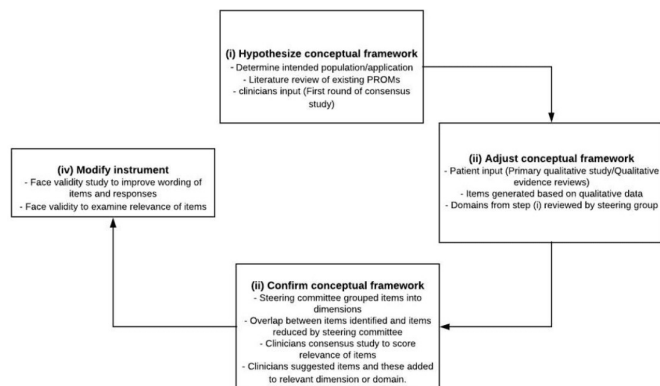 (i) Hypothesize conceptual framework
- Determine intended population/application
- Literature review of existing PROMs
- clinicians input (First round of consensus
study)
(ii) Adjust conceptual framework
- Patient input (Primary qualitative study/Qualitative
evidence reviews)
- Items generated based on qualitative data
- Domains from step (i) reviewed by steering group
(iv) Modify instrument
- Face validity study to improve wording of
items and responses
- Face validity to examine relevance of items
(ii) Confirm conceptual framework
- Steering committee grouped items into
dimensions
- Overlap between items identified and items
reduced by steering committee
- Clinicians consensus study to score
relevance of items
- Clinicians suggested items and these added
to relevant dimension or domain.